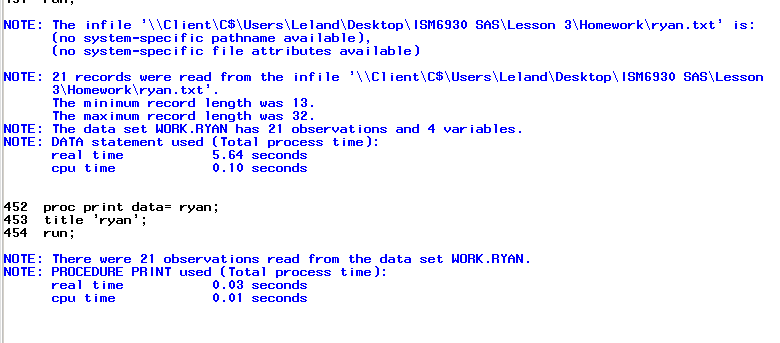 run;
NOTE: The infile '\\Client\C$\Users\Leland\Desktop\ISM6930 SAS\Lesson 3\Homework\ryan.txt' is:
(no system-specific pathname available),
(no system-specific file attributes available)
NOTE: 21 records were read from the infile '\\Client\C$\Users\Leland\Desktop\ISM6930 SAS\Lesson
3\Homework\ryan.txt'.
The minimum record length was 13.
The maximum record length was 32.
NOTE: The data set WORK.RYAN has 21 observations and 4 variables.
NOTE: DATA statement used (Total process time):
real time 5.64 seconds
cpu time 0.10 seconds
452 proc print data= ryan;
453 title 'ryan';
454 run;
NOTE: There were 21 observations read from the data set WORK.RYAN.
NOTE: PROCEDURE PRINT used (Total process time):
real time 0.03 seconds
cpu time 0.01 seconds